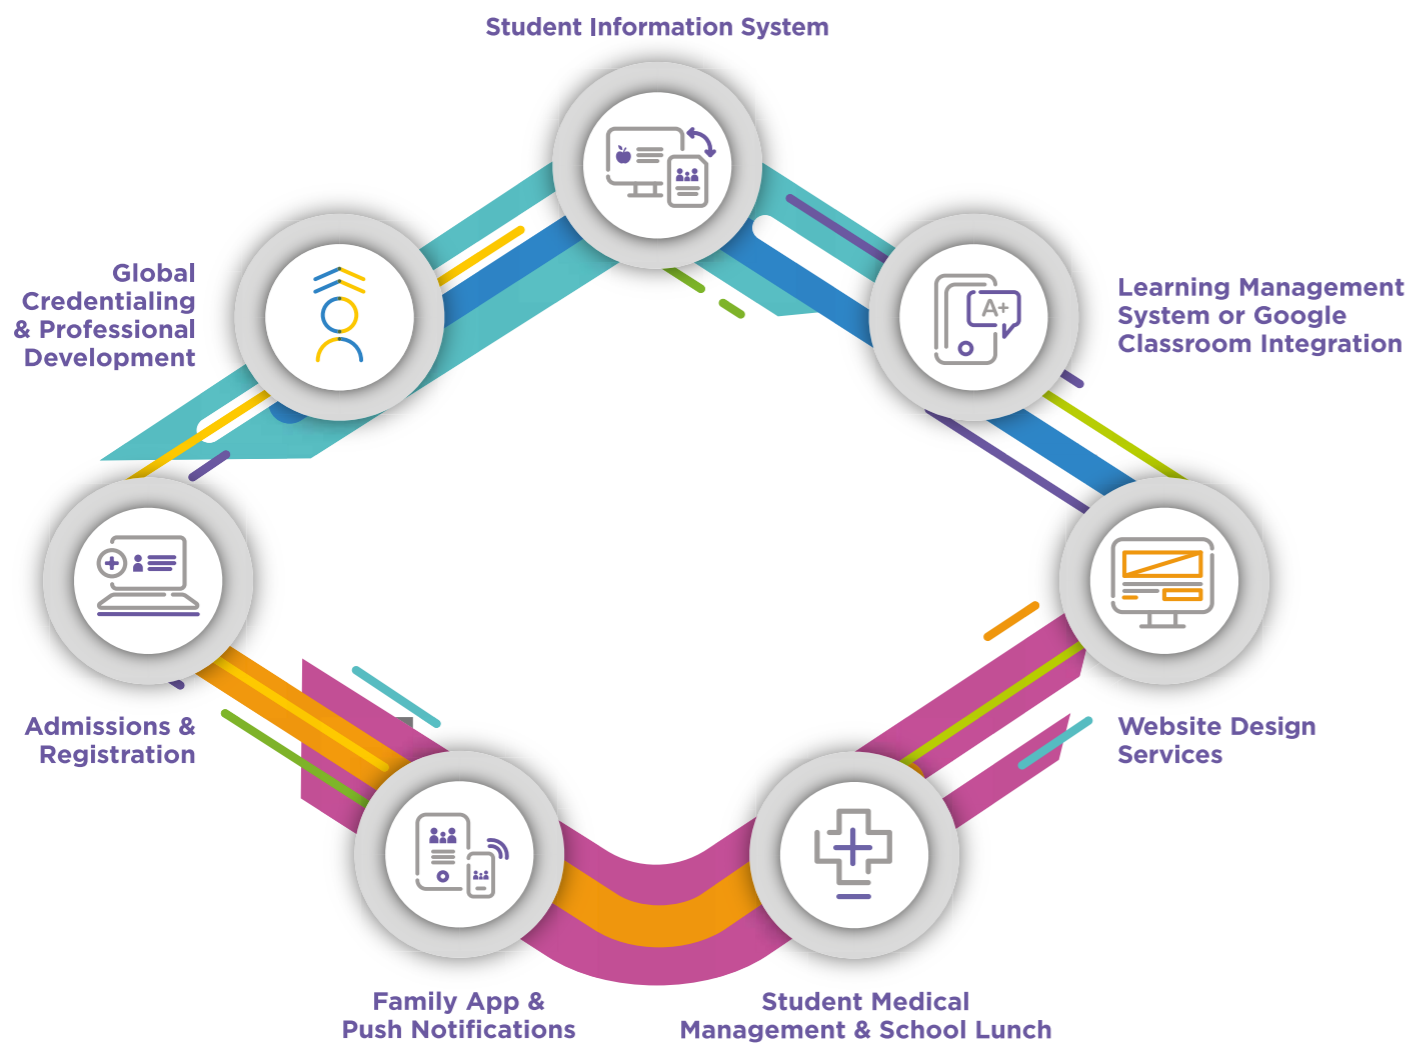 Student Information System
Global
Credentialing
& Professional
Development
Learning Management
System or Google
Classroom Integration
A+
Admissions &
Registration
Website Design
Services
Family App &
Push Notifications
Student Medical
Management & School Lunch